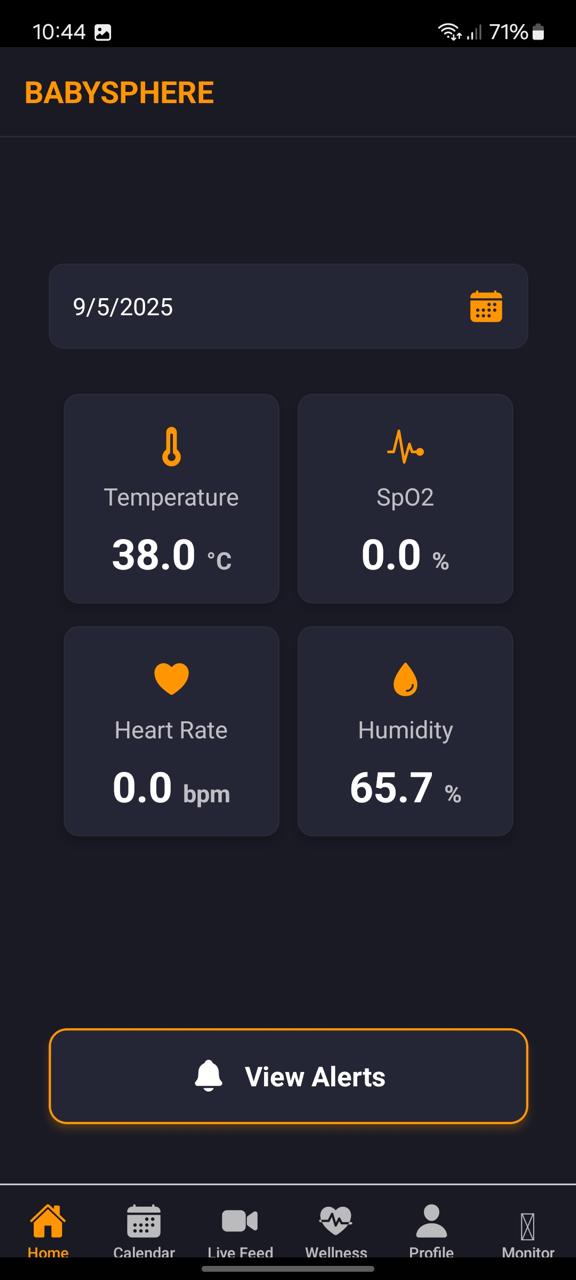 10:44 71%
BABYSPHERE
9/5/2025
Temperature SpO2
38.0 °C 0.0 %
Heart Rate Humidity
0.0 bpm 65.7 %
View Alerts
Home Calendar Live Feed Wellness Profile Monitor